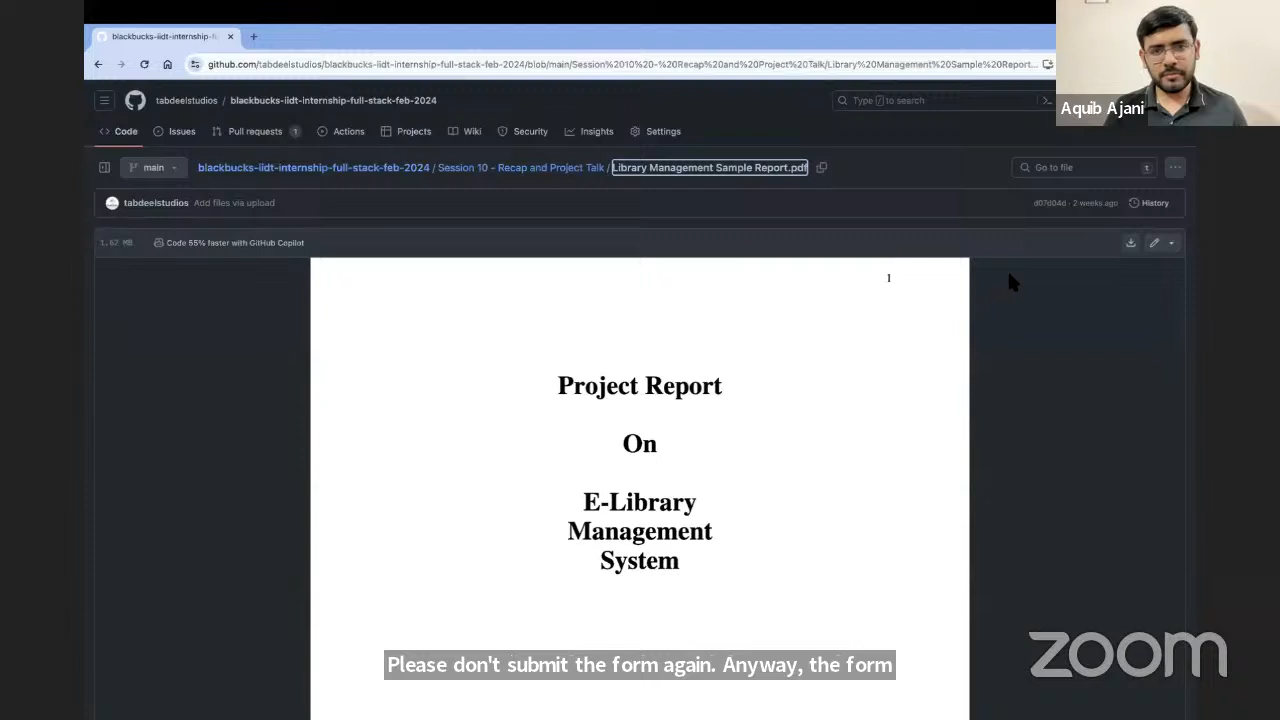 blackbucks-iidt-internship-fu
github.com/tabdeelstudios/blackbucks-iidt-internship-full-stack-feb-2024/blob/main/Session%2010%20-%20Recap%20and%20Project%20Talk/Library%20Management%20Sample%20Report...
Aquib Ajani
tabdeelstudios / blackbucks-iidt-internship-full-stack-feb-2024
Type / to search
Code Issues Pull requests 1 Actions Projects Wiki Security Insights Settings
main blackbucks-iidt-internship-full-stack-feb-2024 / Session 10 - Recap and Project Talk / Library Management Sample Report.pdf
Go to file t
tabdeelstudios Add files via upload
d07d04d · 2 weeks ago History
1.62 MB Code 55% faster with GitHub Copilot
1
Project Report
On
E-Library
Management
System
Please don't submit the form again. Anyway, the form
zoom